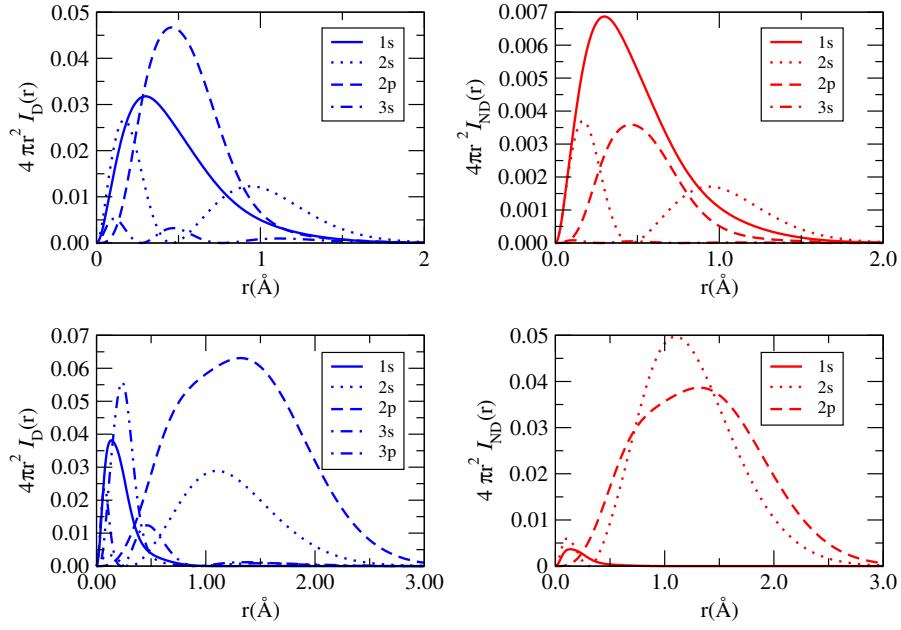 4 πr² I_D(r)
0.05
0.04
0.03
0.02
0.01
0.00
0
1
2
r(Å)
1s
2s
2p
3s
4πr² I_ND(r)
0.007
0.006
0.005
0.004
0.003
0.002
0.001
0.000
0.0
1.0
2.0
r(Å)
1s
2s
2p
3s
4πr² I_D(r)
0.07
0.06
0.05
0.04
0.03
0.02
0.01
0.00
0.00
1.00
2.00
3.00
r(Å)
1s
2s
2p
3s
3p
4 πr² I_ND(r)
0.05
0.04
0.03
0.02
0.01
0
0.0
1.0
2.0
3.0
r(Å)
1s
2s
2p